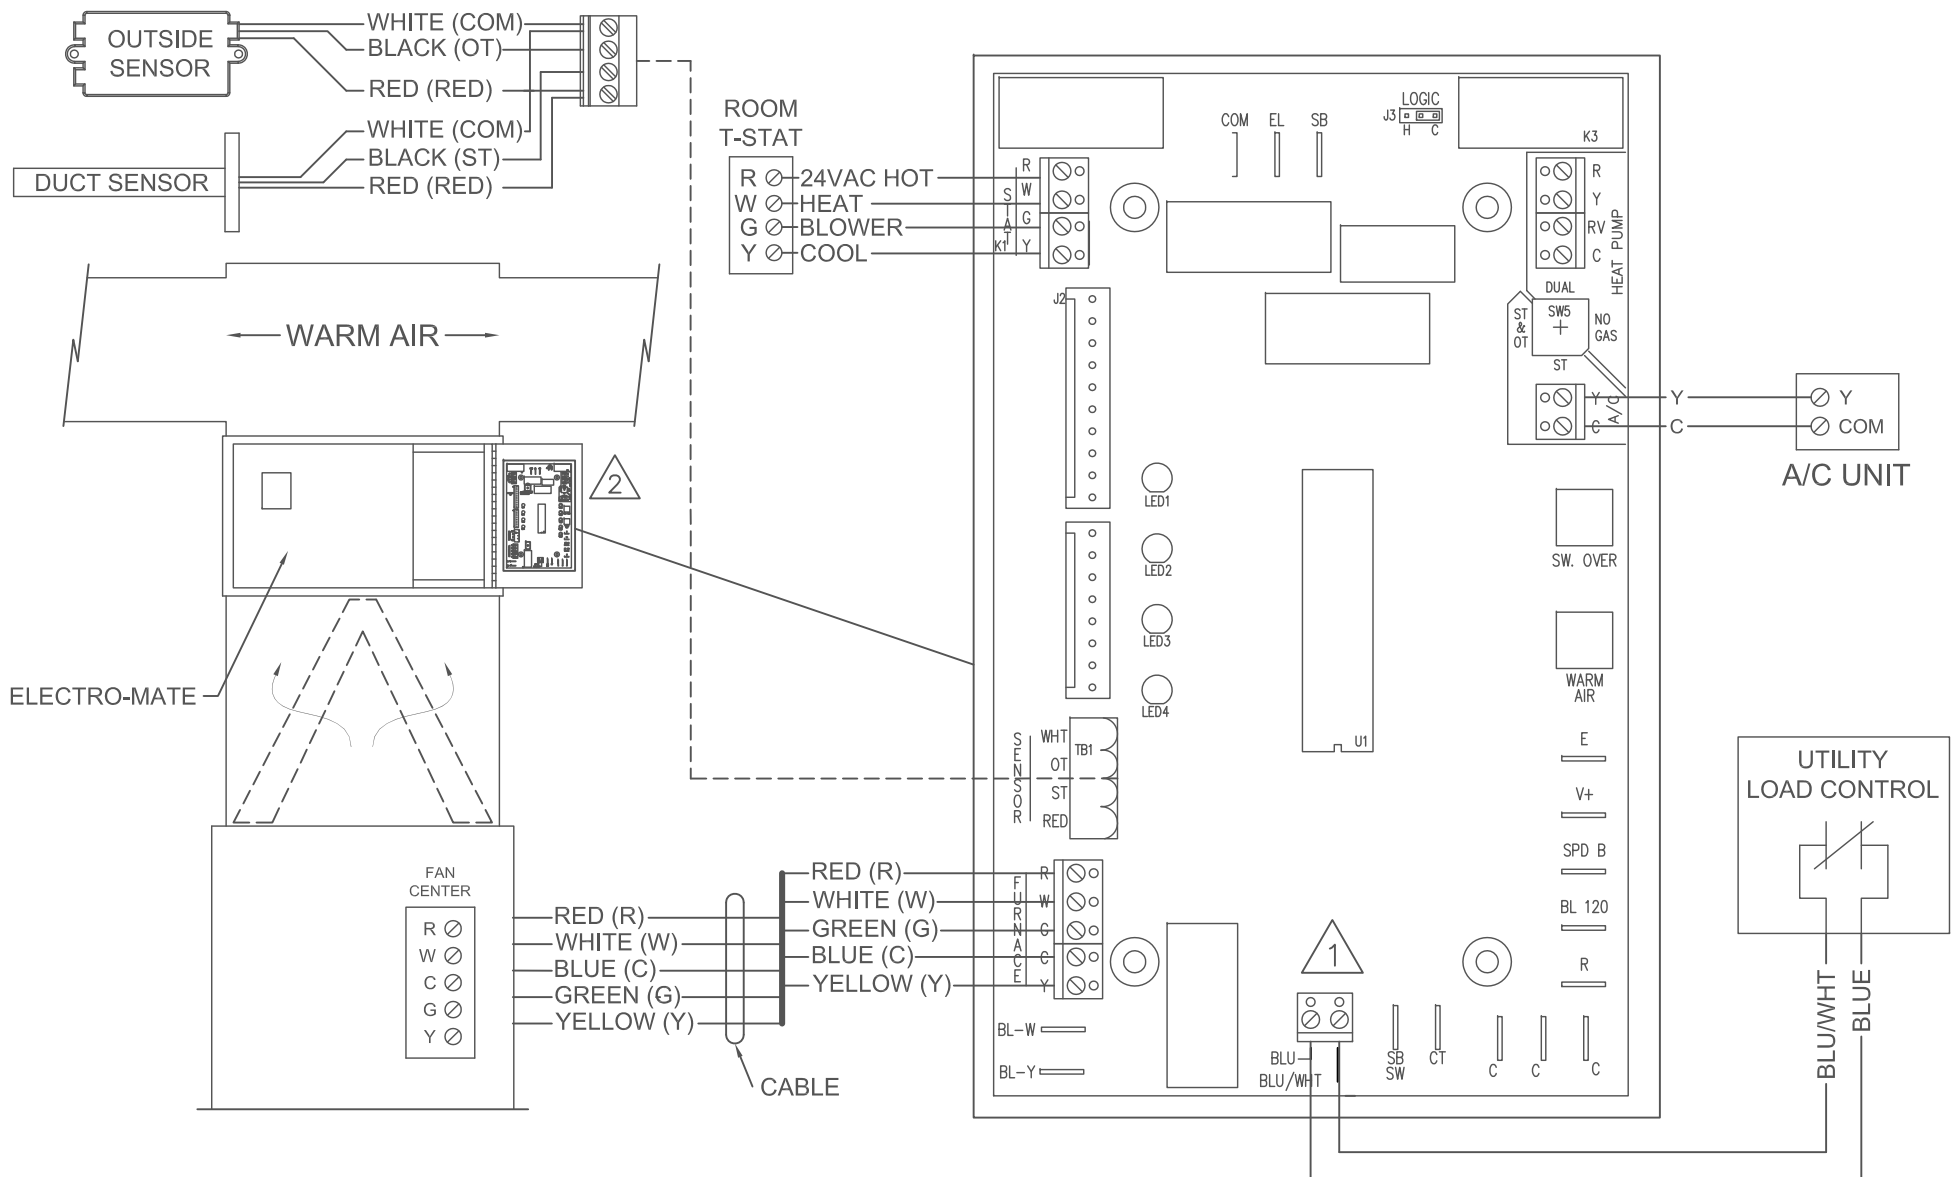 OUTSIDE
SENSOR
WHITE (COM)
BLACK (OT)
RED (RED)
WHITE (COM)
BLACK (ST)
RED (RED)
DUCT SENSOR
ROOM
T-STAT
R 24VAC HOT
W HEAT
G BLOWER
Y COOL
STAT
R
W
G
Y
K1
COM
EL
SB
LOGIC
J3
H C
K3
R
Y
RV
C
HEAT PUMP
DUAL
SW5
ST
&
OT
NO
GAS
ST
Y
C
A/C
Y
C
Y
COM
A/C UNIT
J2
WARM AIR
2
ELECTRO-MATE
LED1
LED2
LED3
LED4
U1
SW. OVER
WARM
AIR
SENSOR
WHT
OT
ST
RED
TB1
E
V+
SPD B
BL 120
R
UTILITY
LOAD CONTROL
BLU/WHT
BLUE
FAN
CENTER
R
W
C
G
Y
RED (R)
WHITE (W)
BLUE (C)
GREEN (G)
YELLOW (Y)
CABLE
RED (R)
WHITE (W)
GREEN (G)
BLUE (C)
YELLOW (Y)
FURNACE
R
W
G
C
Y
BL-W
BL-Y
1
BLU
BLU/WHT
SB
SW
CT
C
C
C